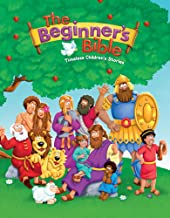 The
Beginner's
Bible
Timeless Children's Stories